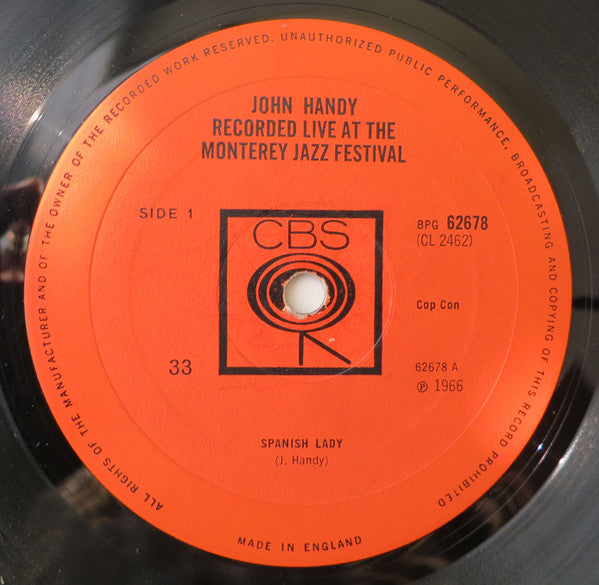 ALL RIGHTS OF THE MANUFACTURER AND OF THE OWNER OF THE RECORDED WORK RESERVED. UNAUTHORIZED PUBLIC PERFORMANCE, BROADCASTING AND COPYING OF THIS RECORD PROHIBITED.
JOHN HANDY
RECORDED LIVE AT THE
MONTEREY JAZZ FESTIVAL
SIDE 1
BPG 62678
(CL 2462)
CBS
Cop Con
33
62678 A
℗ 1966
SPANISH LADY
(J. Handy)
MADE IN ENGLAND